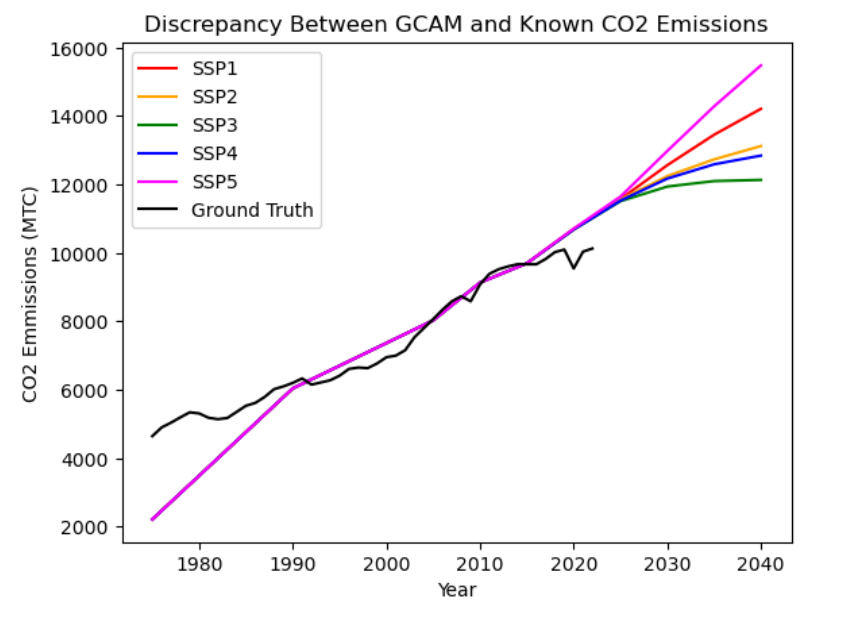 Discrepancy Between GCAM and Known CO2 Emissions
16000
14000
12000
10000
8000
6000
4000
2000
CO2 Emmissions (MTC)
SSP1
SSP2
SSP3
SSP4
SSP5
Ground Truth
1980 1990 2000 2010 2020 2030 2040
Year